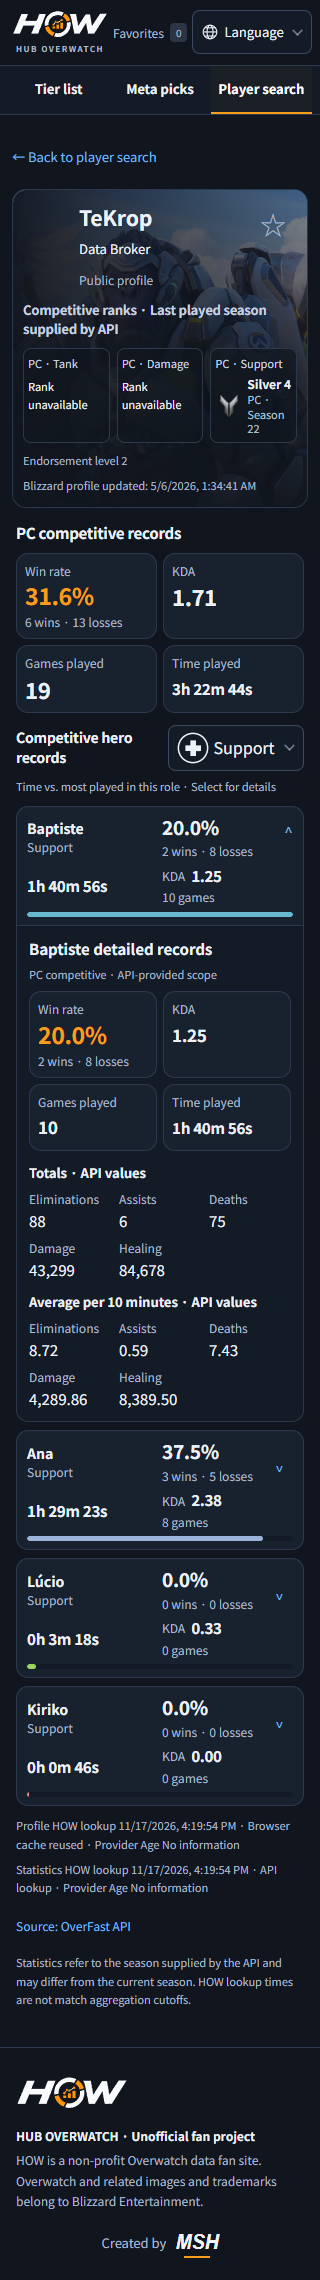 HOW
HUB OVERWATCH
Favorites 0
Language
Tier list Meta picks Player search
← Back to player search
TeKrop
Data Broker
Public profile
Competitive ranks · Last played season
supplied by API
PC · Tank
Rank
unavailable
PC · Damage
Rank
unavailable
PC · Support
Silver 4
PC ·
Season
22
Endorsement level 2
Blizzard profile updated: 5/6/2026, 1:34:41 AM
PC competitive records
Win rate
31.6%
6 wins · 13 losses
KDA
1.71
Games played
19
Time played
3h 22m 44s
Competitive hero
records
Support
Time vs. most played in this role · Select for details
Baptiste
Support
1h 40m 56s
20.0%
2 wins · 8 losses
KDA 1.25
10 games
Baptiste detailed records
PC competitive · API-provided scope
Win rate
20.0%
2 wins · 8 losses
KDA
1.25
Games played
10
Time played
1h 40m 56s
Totals · API values
Eliminations Assists Deaths
88 6 75
Damage Healing
43,299 84,678
Average per 10 minutes · API values
Eliminations Assists Deaths
8.72 0.59 7.43
Damage Healing
4,289.86 8,389.50
Ana
Support
1h 29m 23s
37.5%
3 wins · 5 losses
KDA 2.38
8 games
Lúcio
Support
0h 3m 18s
0.0%
0 wins · 0 losses
KDA 0.33
0 games
Kiriko
Support
0h 0m 46s
0.0%
0 wins · 0 losses
KDA 0.00
0 games
Profile HOW lookup 11/17/2026, 4:19:54 PM · Browser
cache reused · Provider Age No information
Statistics HOW lookup 11/17/2026, 4:19:54 PM · API
lookup · Provider Age No information
Source: OverFast API
Statistics refer to the season supplied by the API and
may differ from the current season. HOW lookup times
are not match aggregation cutoffs.
HOW
HUB OVERWATCH · Unofficial fan project
HOW is a non-profit Overwatch data fan site.
Overwatch and related images and trademarks
belong to Blizzard Entertainment.
Created by MSH